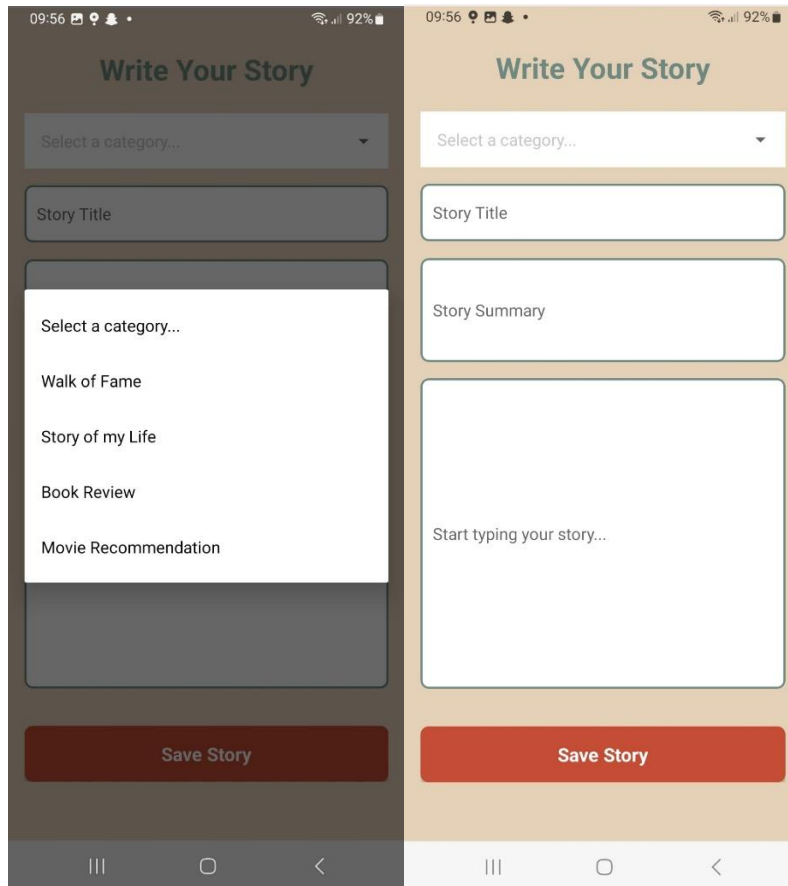 09:56
92%
Write Your Story
Select a category...
Story Title
Select a category...
Walk of Fame
Story of my Life
Book Review
Movie Recommendation
Save Story
09:56
92%
Write Your Story
Select a category...
Story Title
Story Summary
Start typing your story...
Save Story